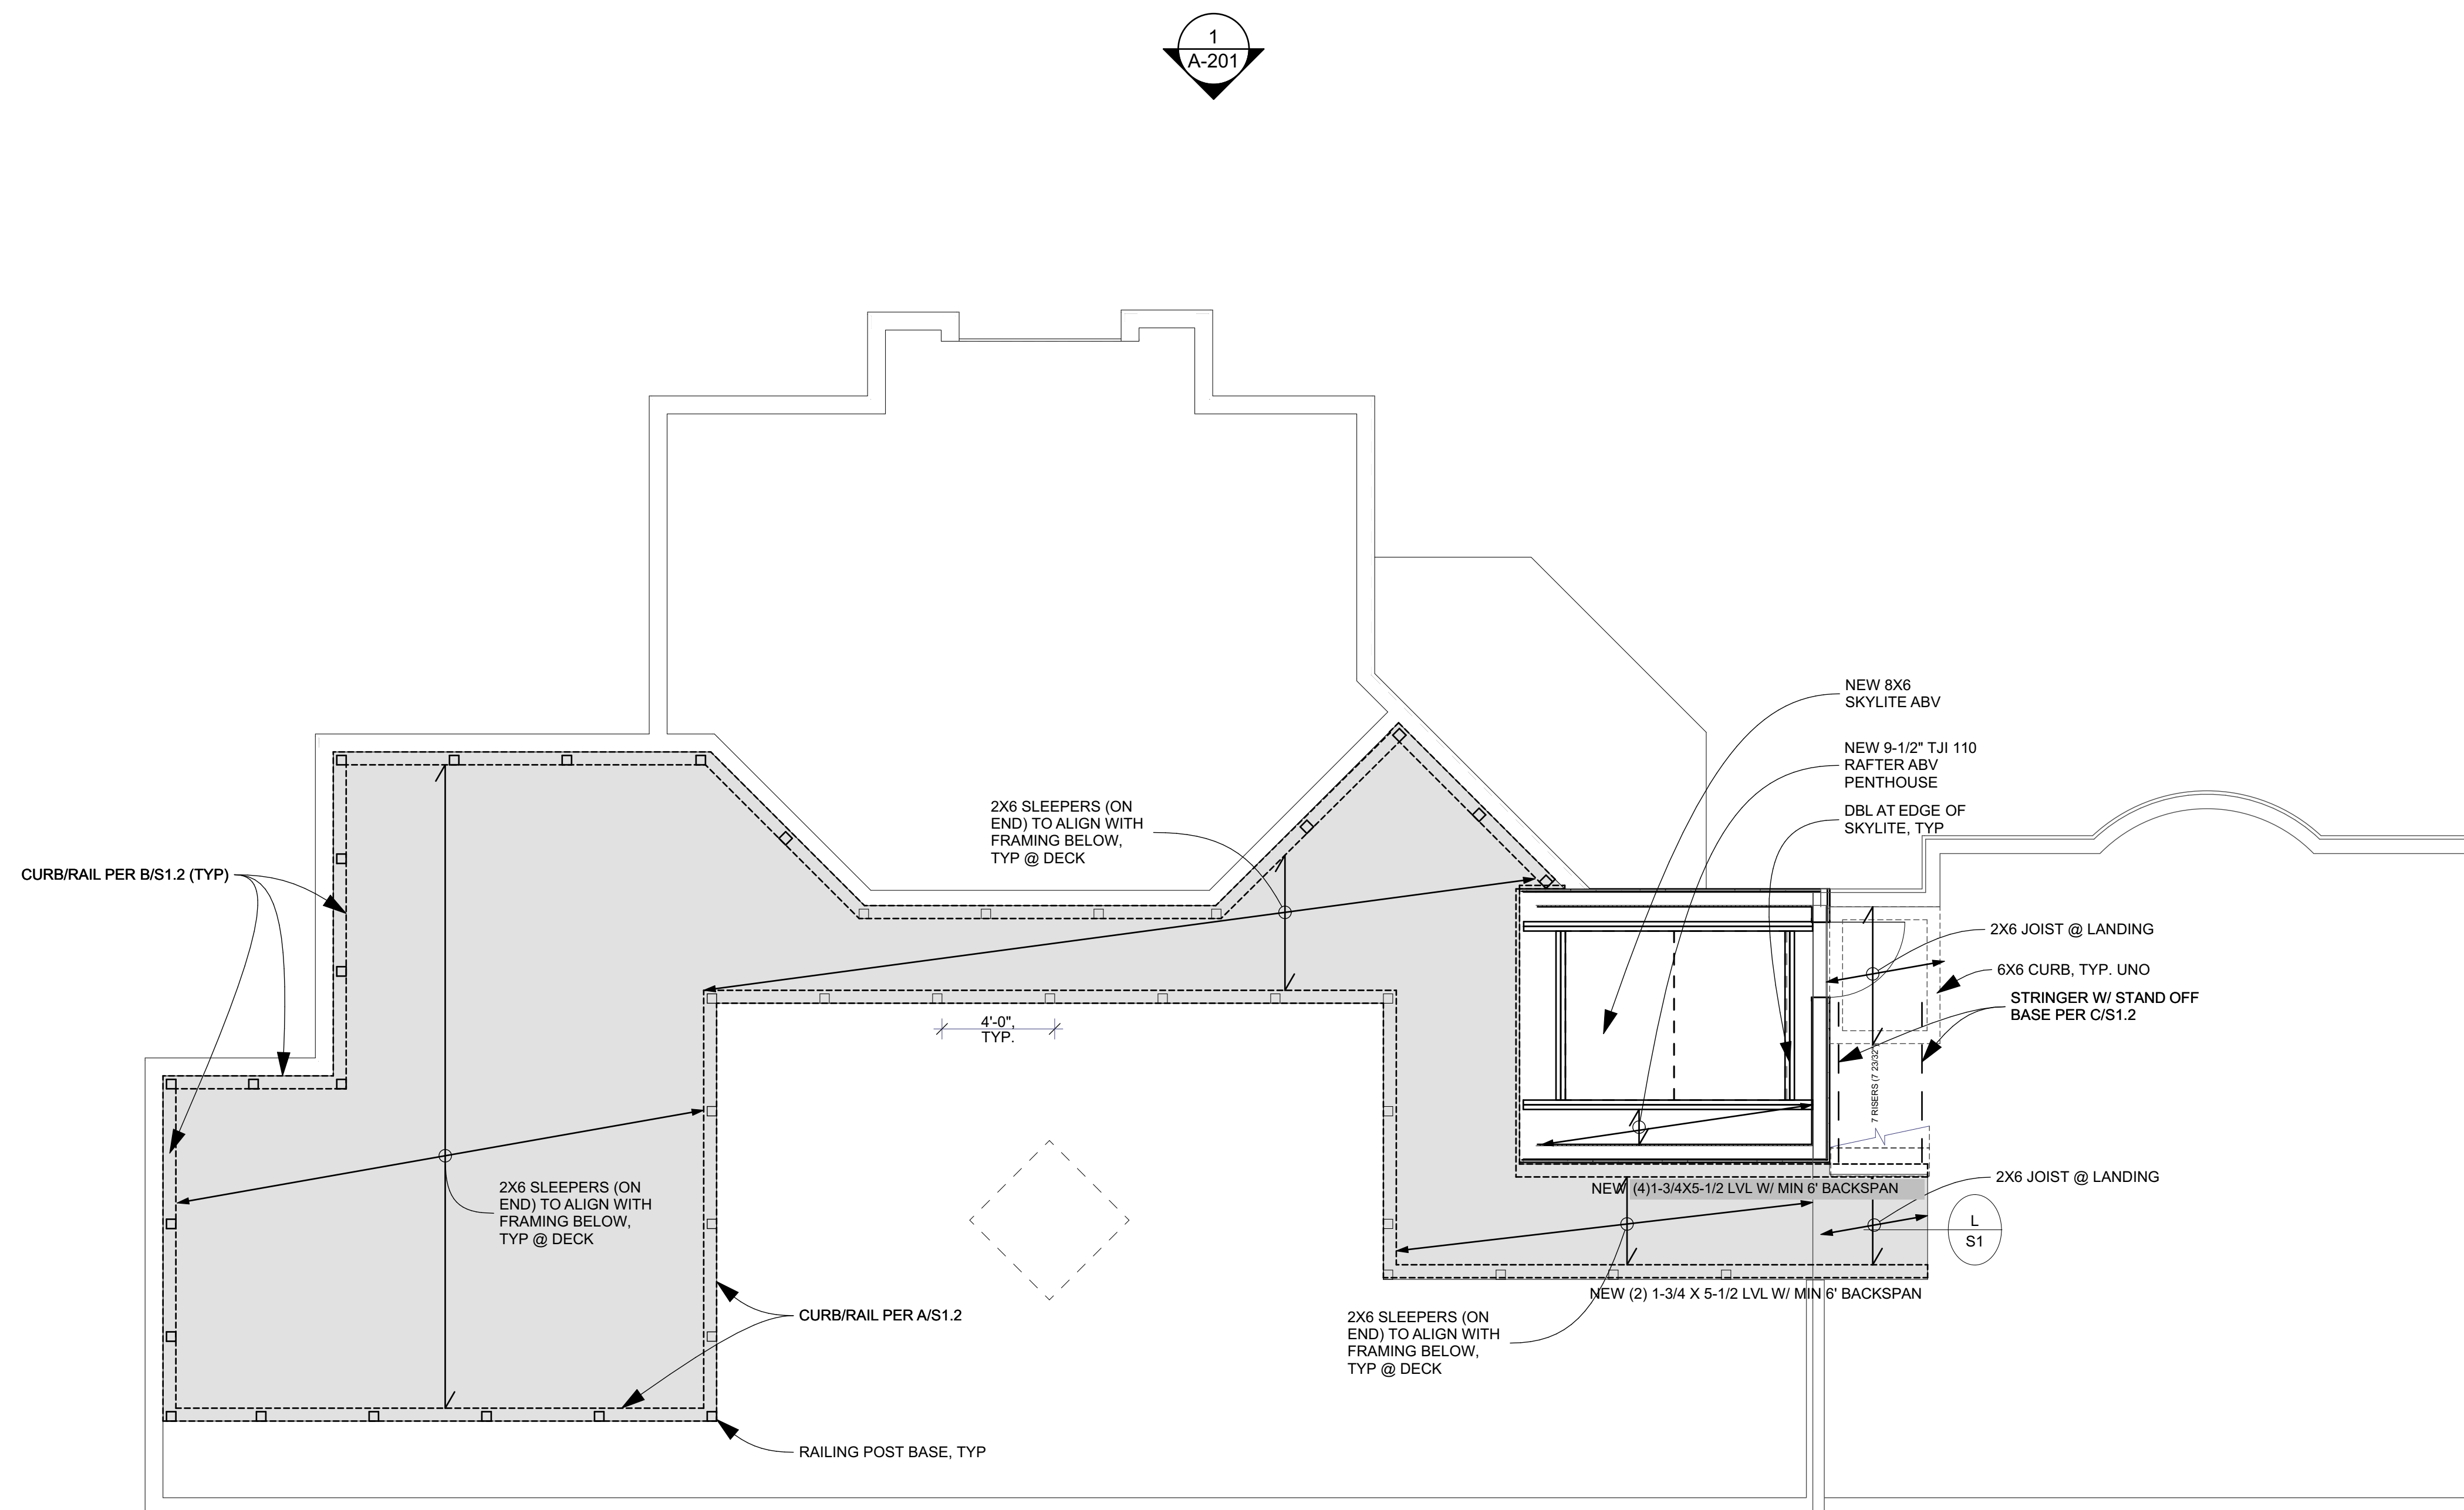 1
A-201
NEW 8X6
SKYLITE ABV
NEW 9-1/2" TJI 110
RAFTER ABV
PENTHOUSE
DBL AT EDGE OF
SKYLITE, TYP
2X6 SLEEPERS (ON
END) TO ALIGN WITH
FRAMING BELOW,
TYP @ DECK
CURB/RAIL PER B/S1.2 (TYP)
2X6 JOIST @ LANDING
6X6 CURB, TYP. UNO
STRINGER W/ STAND OFF
BASE PER C/S1.2
4'-0",
TYP.
7 RISERS (7 23/32")
2X6 SLEEPERS (ON
END) TO ALIGN WITH
FRAMING BELOW,
TYP @ DECK
2X6 JOIST @ LANDING
NEW (4)1-3/4X5-1/2 LVL W/ MIN 6' BACKSPAN
L
S1
NEW (2) 1-3/4 X 5-1/2 LVL W/ MIN 6' BACKSPAN
CURB/RAIL PER A/S1.2
2X6 SLEEPERS (ON
END) TO ALIGN WITH
FRAMING BELOW,
TYP @ DECK
RAILING POST BASE, TYP